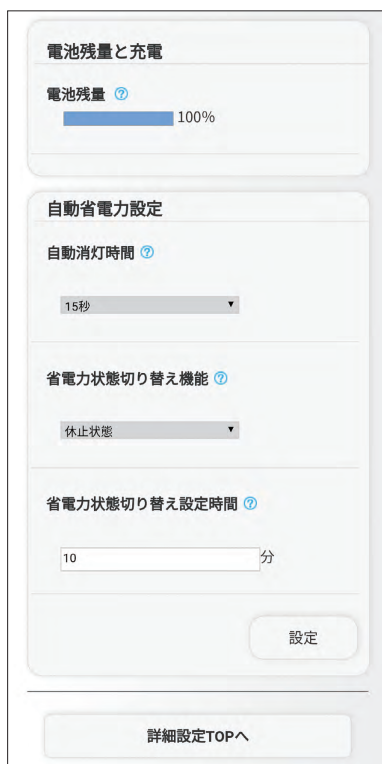 電池残量と充電
電池残量 ?
100%
自動省電力設定
自動消灯時間 ?
15秒 ▼
省電力状態切り替え機能 ?
休止状態 ▼
省電力状態切り替え設定時間 ?
10 分
設定
詳細設定TOPへ